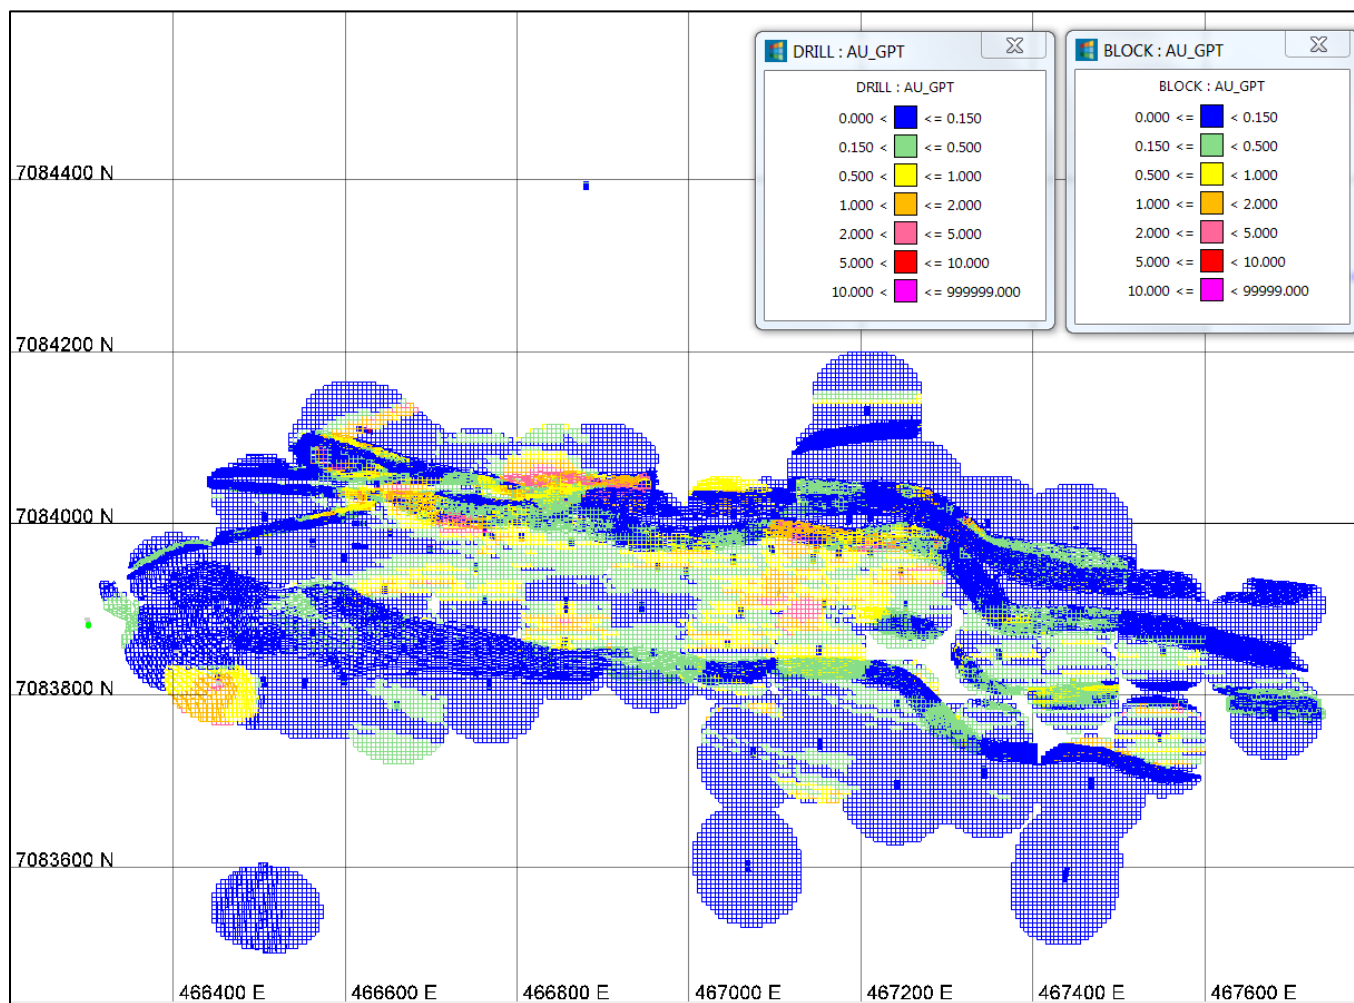 DRILL : AU_GPT
DRILL : AU_GPT
0.000 < <= 0.150
0.150 < <= 0.500
0.500 < <= 1.000
1.000 < <= 2.000
2.000 < <= 5.000
5.000 < <= 10.000
10.000 < <= 999999.000
BLOCK : AU_GPT
BLOCK : AU_GPT
0.000 <= < 0.150
0.150 <= < 0.500
0.500 <= < 1.000
1.000 <= < 2.000
2.000 <= < 5.000
5.000 <= < 10.000
10.000 <= < 99999.000
7084400 N
7084200 N
7084000 N
7083800 N
7083600 N
466400 E
466600 E
466800 E
467000 E
467200 E
467400 E
467600 E